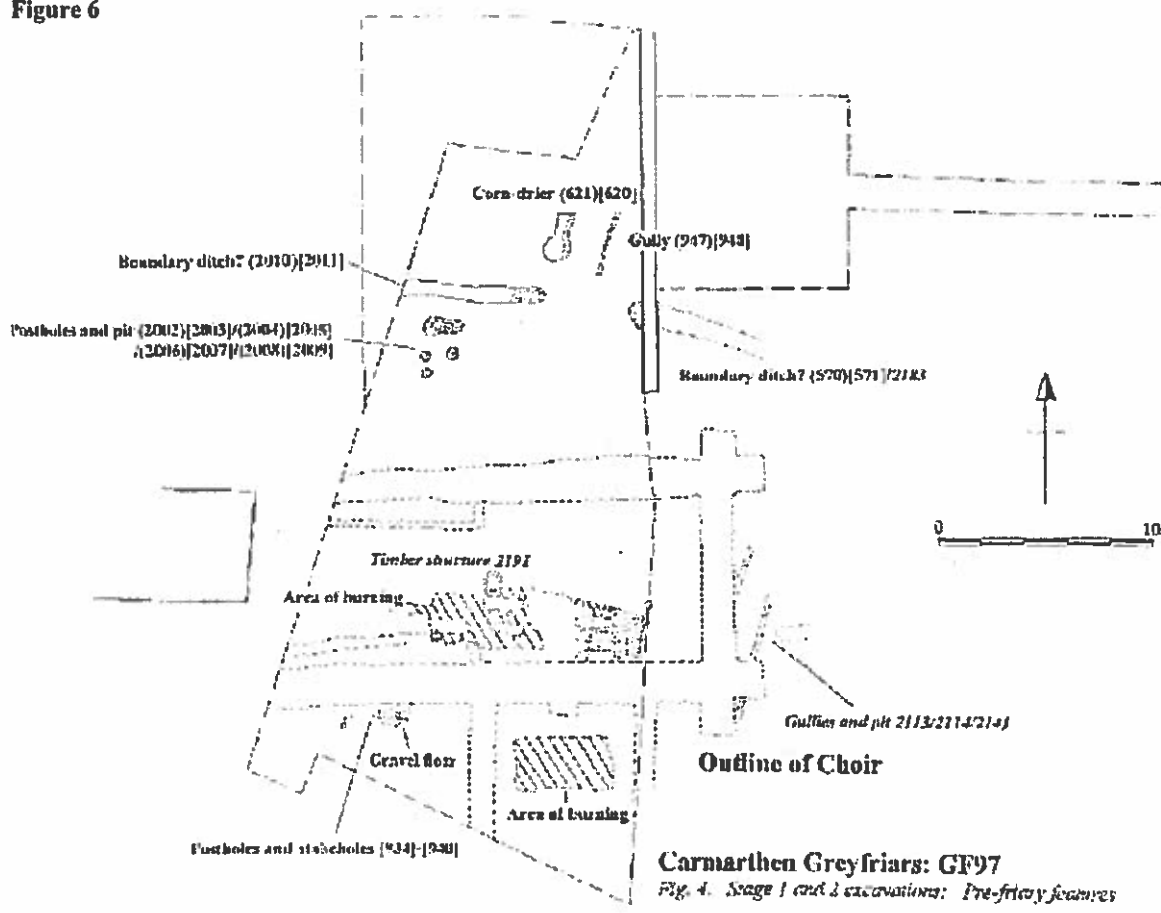 Figure 6
Corn-drier (621)[620]
Gully (947)[948]
Boundary ditch? (2010)[2011]
Postholes and pit (2002)[2003]/(2004)[2005]
/(2006)[2007]/(2008)[2009]
Boundary ditch? (570)[571]/2183
0
10
Timber structure 2191
Area of burning
Gullies and pit 2113/2114/2141
Gravel floor
Outline of Choir
Area of burning
Postholes and stakeholes [934]-[940]
Carmarthen Greyfriars: GF97
Fig. 4. Stage 1 and 2 excavations: Pre-friary features